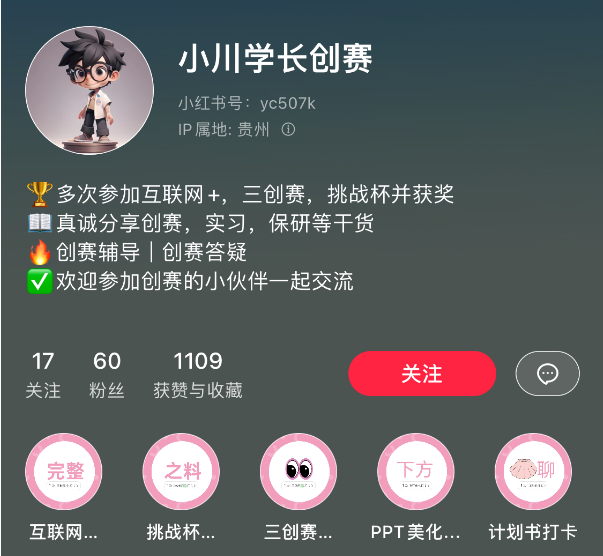 小川学长创赛
小红书号：yc507k
IP属地: 贵州
🏆多次参加互联网+，三创赛，挑战杯并获奖
📖真诚分享创赛，实习，保研等干货
🔥创赛辅导｜创赛答疑
✅欢迎参加创赛的小伙伴一起交流
17 60 1109
关注 粉丝 获赞与收藏
关注
完整 之料 下方 聊
互联网... 挑战杯... 三创赛... PPT美化... 计划书打卡